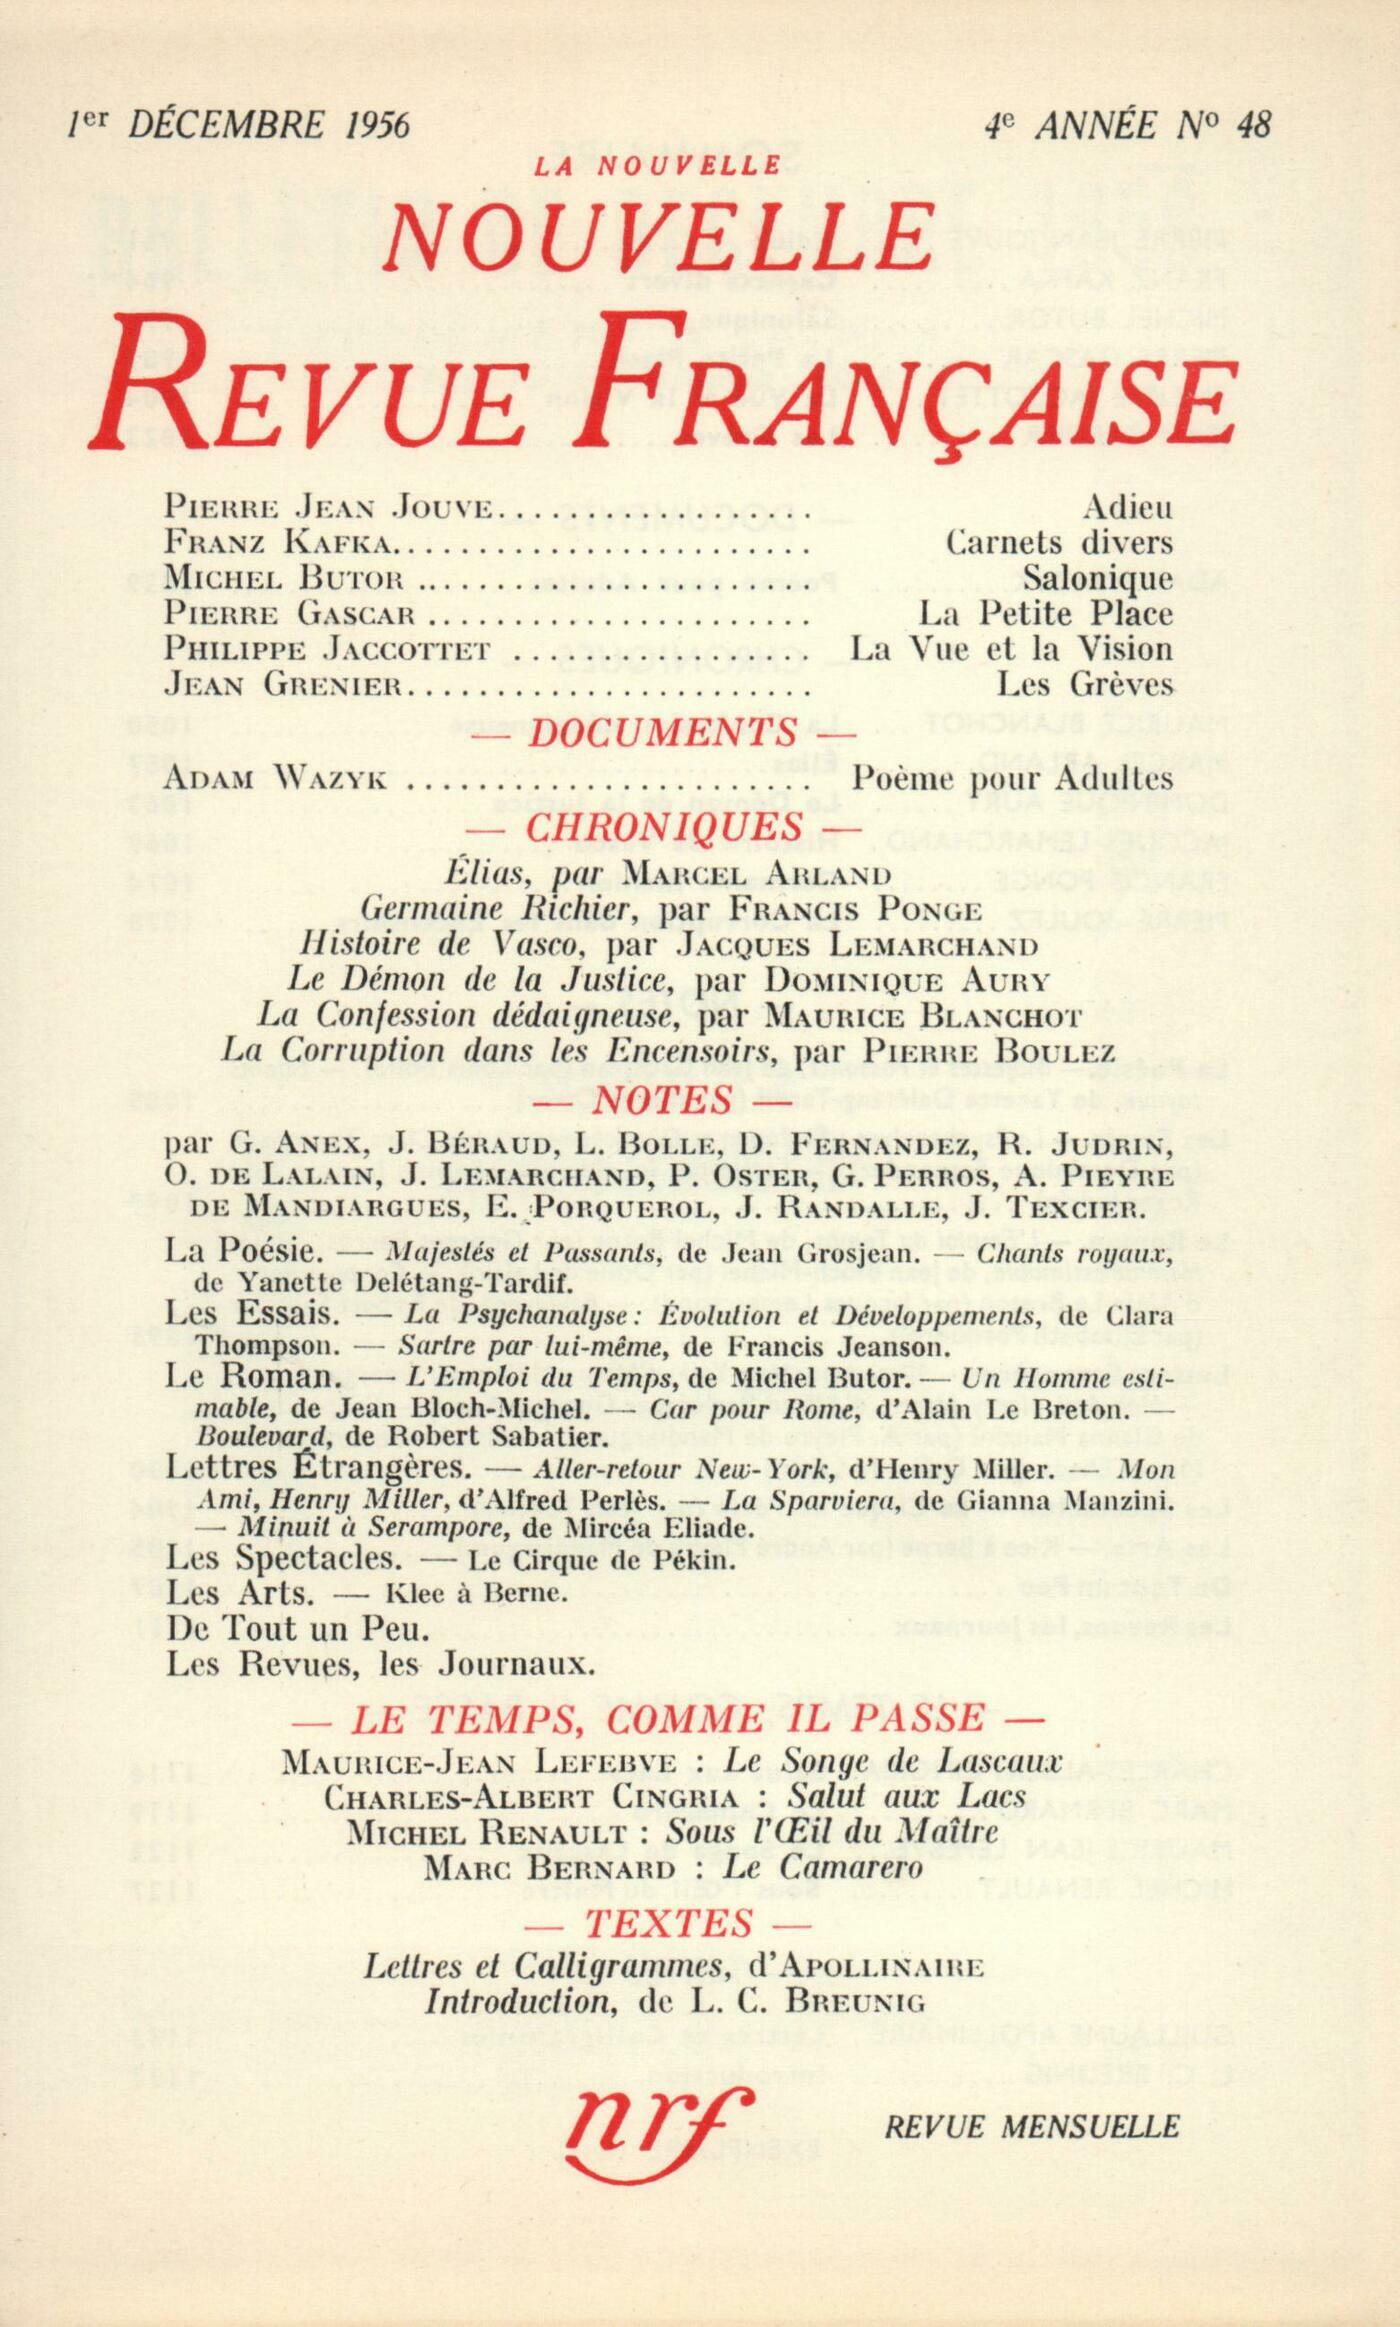 1er DÉCEMBRE 1956 4e ANNÉE No 48
LA NOUVELLE
NOUVELLE
REVUE FRANÇAISE
PIERRE JEAN JOUVE.................. Adieu
FRANZ KAFKA........................ Carnets divers
MICHEL BUTOR ....................... Salonique
PIERRE GASCAR ...................... La Petite Place
PHILIPPE JACCOTTET ................. La Vue et la Vision
JEAN GRENIER....................... Les Grèves
— DOCUMENTS —
ADAM WAZYK ....................... Poème pour Adultes
— CHRONIQUES —
Élias, par MARCEL ARLAND
Germaine Richier, par FRANCIS PONGE
Histoire de Vasco, par JACQUES LEMARCHAND
Le Démon de la Justice, par DOMINIQUE AURY
La Confession dédaigneuse, par MAURICE BLANCHOT
La Corruption dans les Encensoirs, par PIERRE BOULEZ
— NOTES —
par G. ANEX, J. BÉRAUD, L. BOLLE, D. FERNANDEZ, R. JUDRIN,
O. DE LALAIN, J. LEMARCHAND, P. OSTER, G. PERROS, A. PIEYRE
DE MANDIARGUES, E. PORQUEROL, J. RANDALLE, J. TEXCIER.
La Poésie. — Majestés et Passants, de Jean Grosjean. — Chants royaux,
de Yanette Delétang-Tardif.
Les Essais. — La Psychanalyse : Évolution et Développements, de Clara
Thompson. — Sartre par lui-même, de Francis Jeanson.
Le Roman. — L'Emploi du Temps, de Michel Butor. — Un Homme esti-
mable, de Jean Bloch-Michel. — Car pour Rome, d'Alain Le Breton. —
Boulevard, de Robert Sabatier.
Lettres Étrangères. — Aller-retour New-York, d'Henry Miller. — Mon
Ami, Henry Miller, d'Alfred Perlès. — La Sparviera, de Gianna Manzini.
— Minuit à Serampore, de Mircéa Eliade.
Les Spectacles. — Le Cirque de Pékin.
Les Arts. — Klee à Berne.
De Tout un Peu.
Les Revues, les Journaux.
— LE TEMPS, COMME IL PASSE —
MAURICE-JEAN LEFEBVE : Le Songe de Lascaux
CHARLES-ALBERT CINGRIA : Salut aux Lacs
MICHEL RENAULT : Sous l'Œil du Maître
MARC BERNARD : Le Camarero
— TEXTES —
Lettres et Calligrammes, d'APOLLINAIRE
Introduction, de L. C. BREUNIG
nrf REVUE MENSUELLE